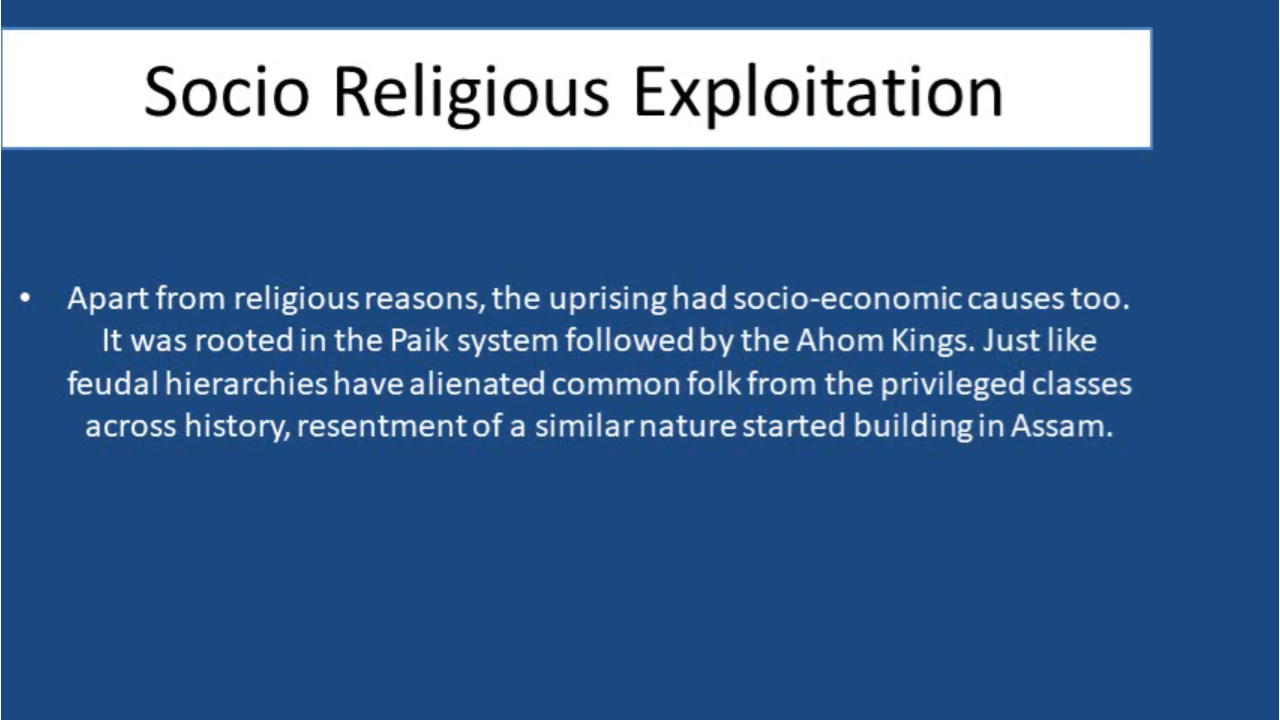 Socio Religious Exploitation
• Apart from religious reasons, the uprising had socio-economic causes too.
It was rooted in the Paik system followed by the Ahom Kings. Just like
feudal hierarchies have alienated common folk from the privileged classes
across history, resentment of a similar nature started building in Assam.